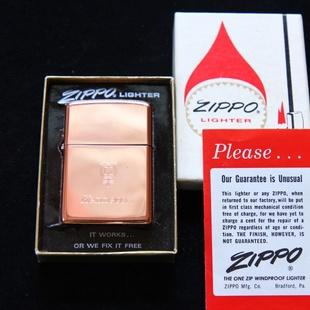 ZIPPO LIGHTER
IT WORKS...
OR WE FIX IT FREE
ZIPPO
LIGHTER
Please...
Our Guarantee is Unusual
This lighter or any ZIPPO, when
returned to our factory, will be put
in first class mechanical condition
free of charge, for we have yet to
charge a cent for the repair of a
ZIPPO regardless of age or condi-
tion. THE FINISH, HOWEVER, IS
NOT GUARANTEED.
ZIPPO
®
THE ONE ZIP WINDPROOF LIGHTER
ZIPPO Mfg. Co. Bradford, Pa.